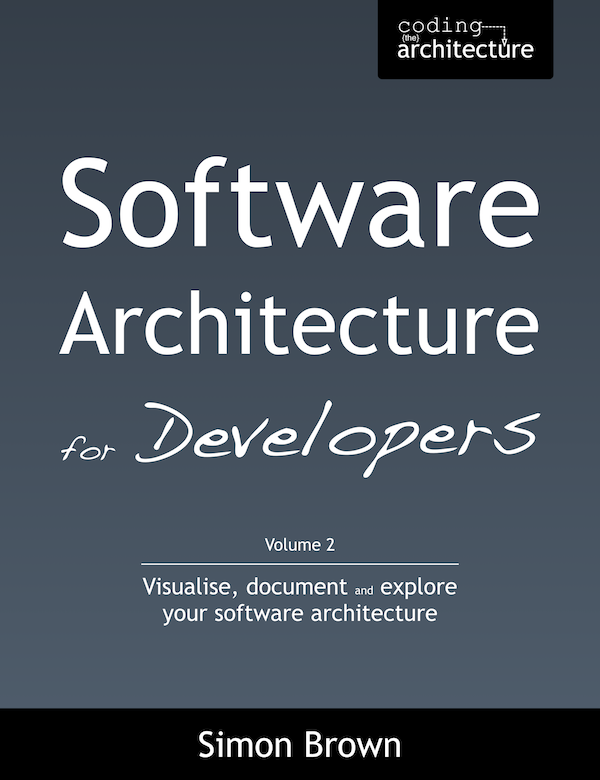 coding
{the}
architecture
Software
Architecture
for Developers
Volume 2
Visualise, document and explore
your software architecture
Simon Brown